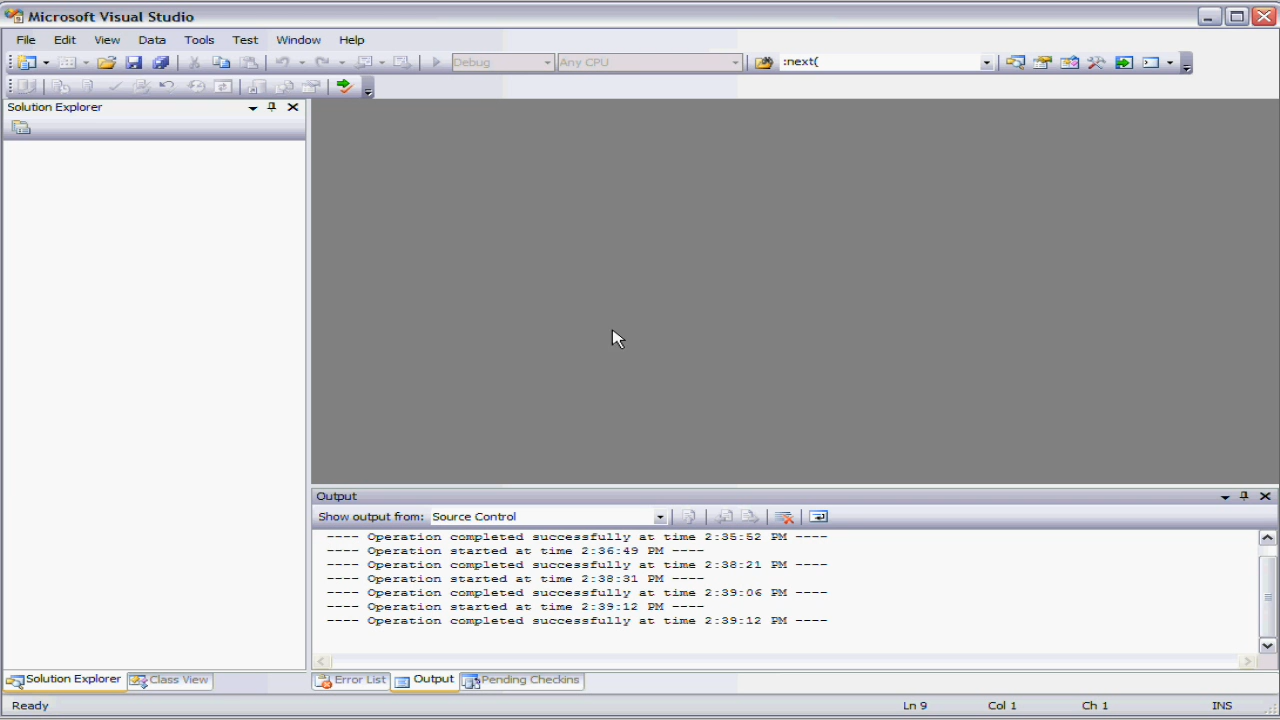 Microsoft Visual Studio
File Edit View Data Tools Test Window Help
Debug Any CPU :next(
Solution Explorer
Output
Show output from: Source Control
---- Operation completed successfully at time 2:35:52 PM ----
---- Operation started at time 2:36:49 PM ----
---- Operation completed successfully at time 2:38:21 PM ----
---- Operation started at time 2:38:31 PM ----
---- Operation completed successfully at time 2:39:06 PM ----
---- Operation started at time 2:39:12 PM ----
---- Operation completed successfully at time 2:39:12 PM ----
Solution Explorer Class View Error List Output Pending Checkins
Ready Ln 9 Col 1 Ch 1 INS